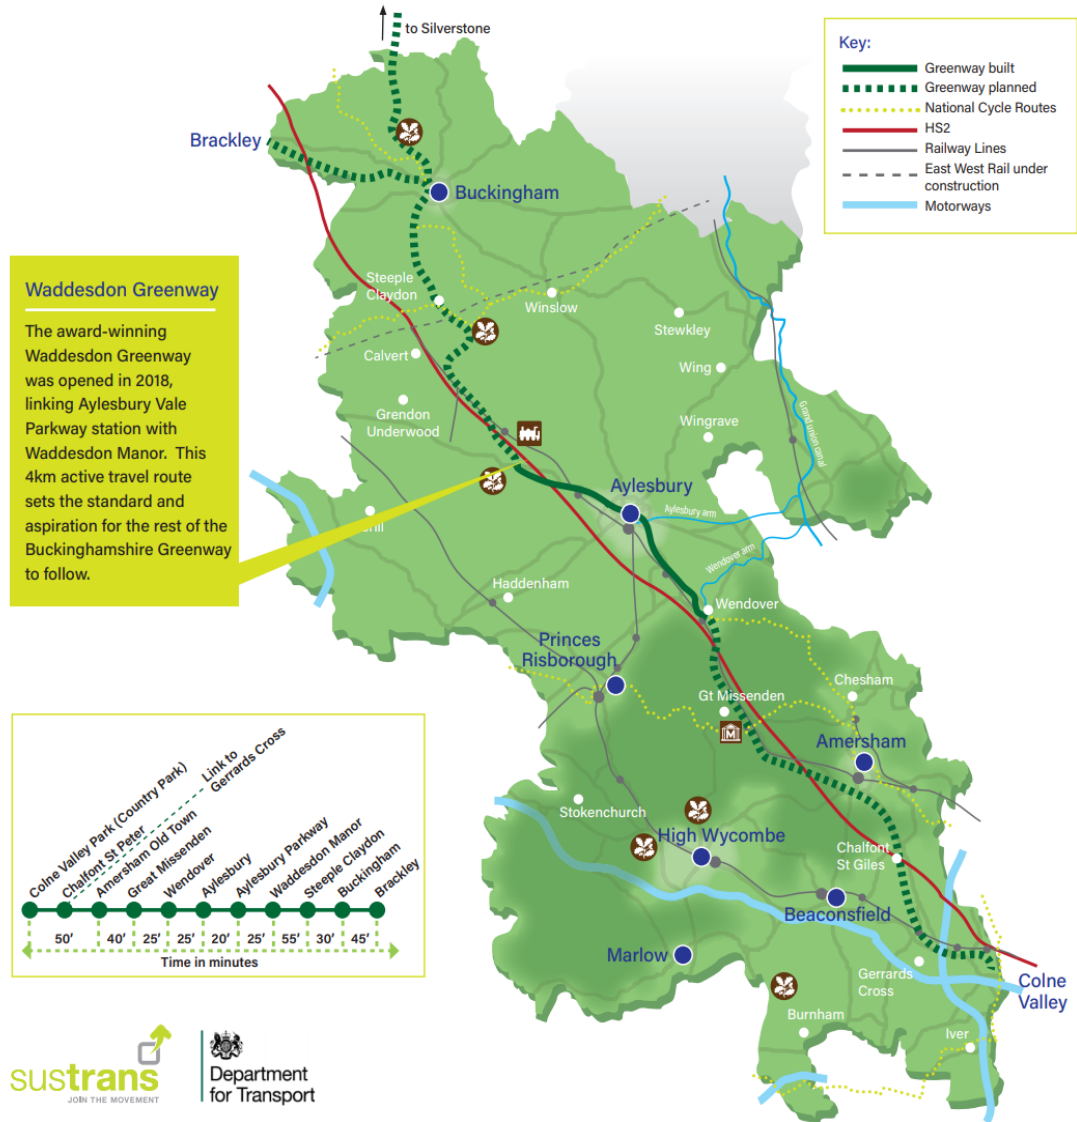 to Silverstone
Key:
Greenway built
Greenway planned
National Cycle Routes
HS2
Railway Lines
East West Rail under
construction
Motorways
Brackley
Buckingham
Steeple
Claydon
Winslow
Stewkley
Calvert
Wing
Grendon
Underwood
Wingrave
Grand union canal
Waddesdon Greenway
The award-winning
Waddesdon Greenway
was opened in 2018,
linking Aylesbury Vale
Parkway station with
Waddesdon Manor. This
4km active travel route
sets the standard and
aspiration for the rest of the
Buckinghamshire Greenway
to follow.
Aylesbury
Aylesbury arm
Wendover arm
Haddenham
Wendover
Princes
Risborough
Chesham
Gt Missenden
M
Amersham
Stokenchurch
High Wycombe
Chalfont
St Giles
Beaconsfield
Marlow
Gerrards
Cross
Colne
Valley
Burnham
Iver
Colne Valley Park (Country Park)
Chalfont St Peter
Link to
Gerrards Cross
Amersham Old Town
Great Missenden
Wendover
Aylesbury
Aylesbury Parkway
Waddesdon Manor
Steeple Claydon
Buckingham
Brackley
50′ 40′ 25′ 25′ 20′ 25′ 55′ 30′ 45′
Time in minutes
sustrans
JOIN THE MOVEMENT
Department
for Transport